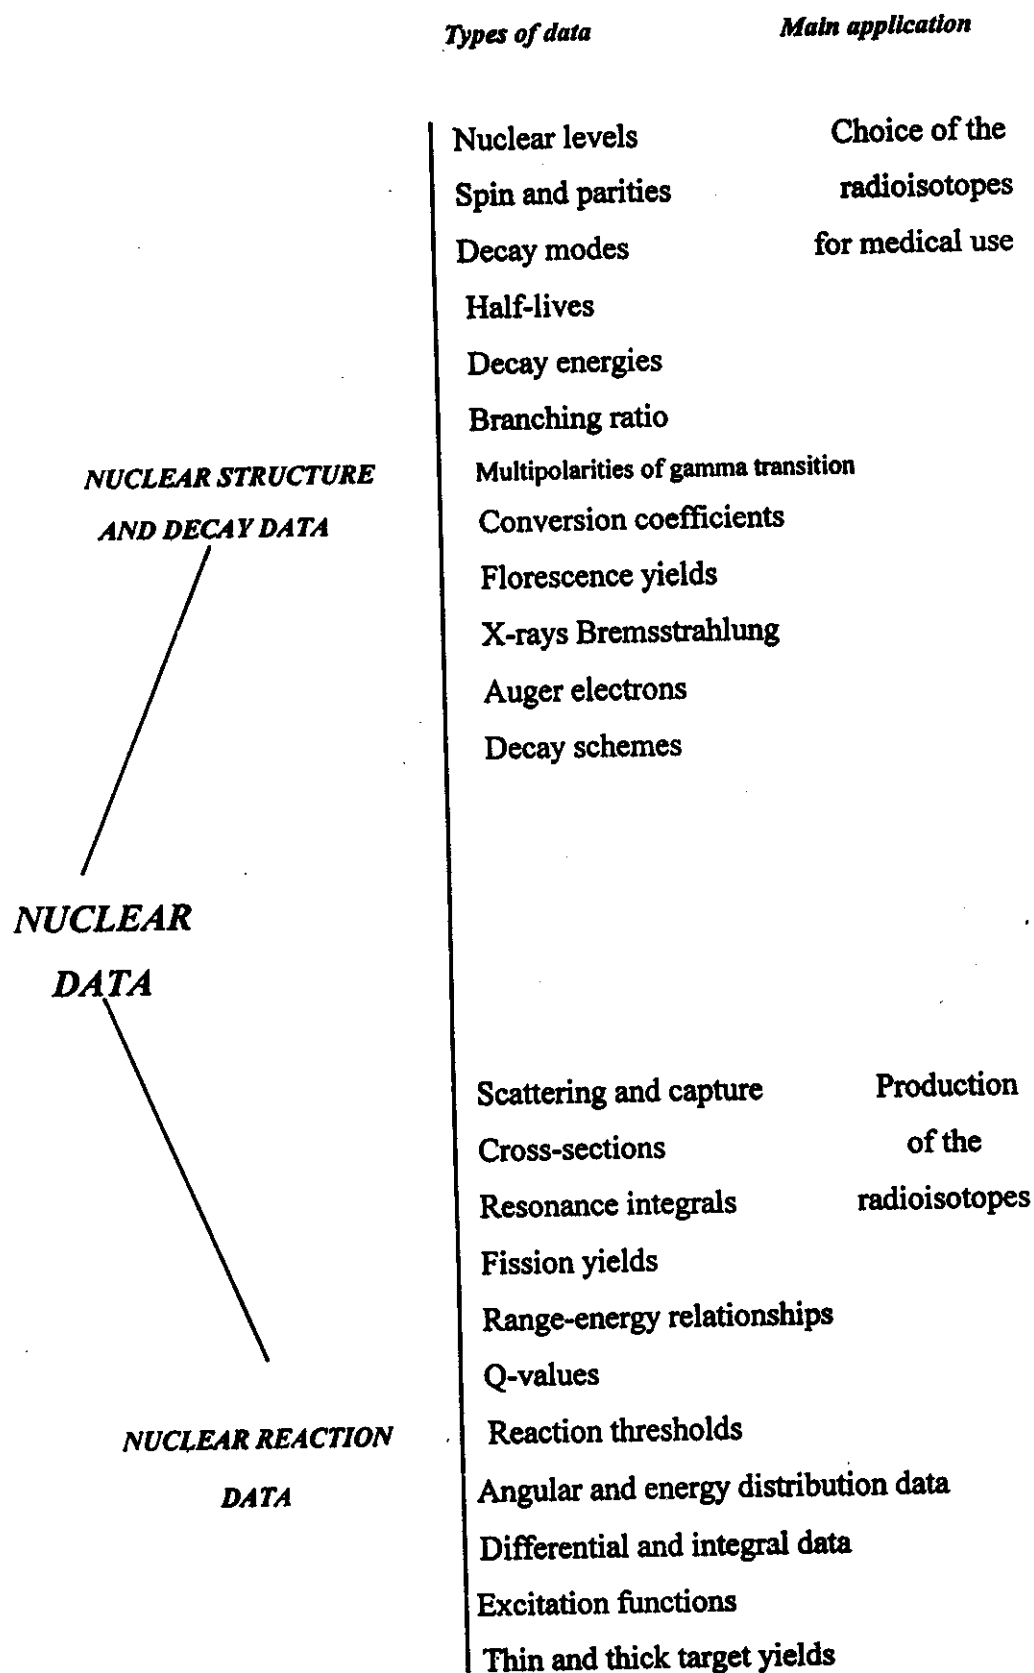 Types of data Main application
Nuclear levels Choice of the
Spin and parities radioisotopes
Decay modes for medical use
Half-lives
Decay energies
Branching ratio
NUCLEAR STRUCTURE Multipolarities of gamma transition
AND DECAY DATA Conversion coefficients
Florescence yields
X-rays Bremsstrahlung
Auger electrons
Decay schemes
NUCLEAR
DATA
Scattering and capture Production
Cross-sections of the
Resonance integrals radioisotopes
Fission yields
Range-energy relationships
Q-values
NUCLEAR REACTION Reaction thresholds
DATA Angular and energy distribution data
Differential and integral data
Excitation functions
Thin and thick target yields